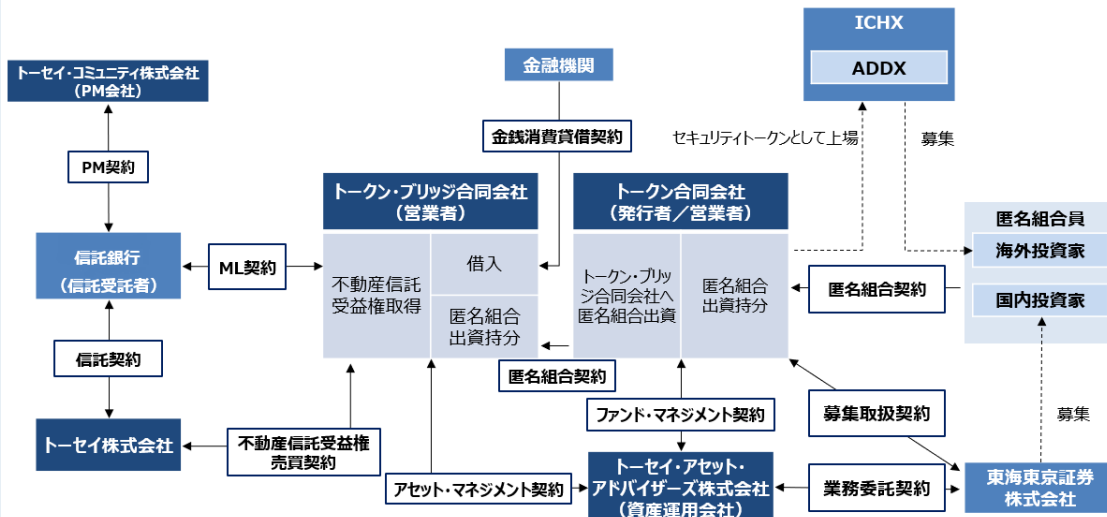 ICHX
ADDX
トーセイ・コミュニティ株式会社
（PM会社）
金融機関
金銭消費貸借契約
セキュリティトークンとして上場
募集
PM契約
トークン・ブリッジ合同会社
（営業者）
トークン合同会社
（発行者／営業者）
匿名組合員
海外投資家
国内投資家
信託銀行
（信託受託者）
ML契約
不動産信託
受益権取得
借入
匿名組合
出資持分
トークン・ブリッ
ジ合同会社へ
匿名組合出資
匿名組合
出資持分
匿名組合契約
信託契約
匿名組合契約
ファンド・マネジメント契約
募集取扱契約
募集
トーセイ株式会社
不動産信託受益権
売買契約
アセット・マネジメント契約
トーセイ・アセット・
アドバイザーズ株式会社
（資産運用会社）
業務委託契約
東海東京証券
株式会社